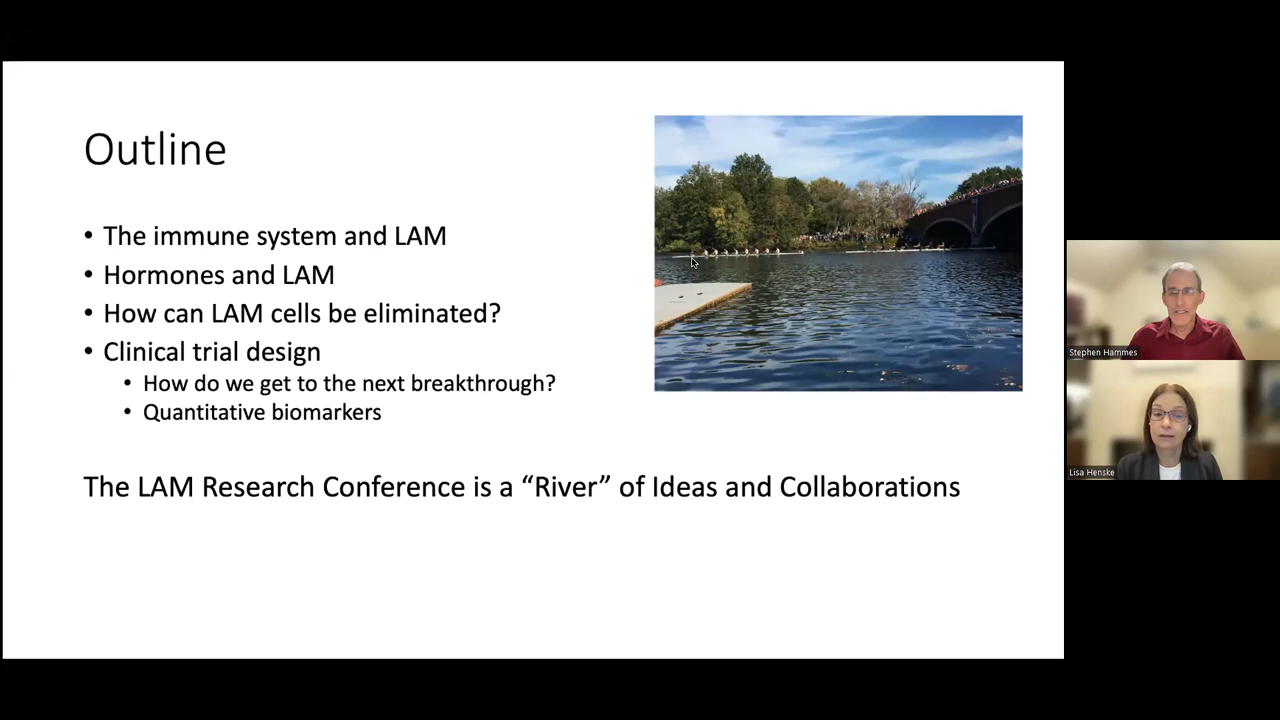 Outline
• The immune system and LAM
• Hormones and LAM
• How can LAM cells be eliminated?
• Clinical trial design
• How do we get to the next breakthrough?
• Quantitative biomarkers
The LAM Research Conference is a “River” of Ideas and Collaborations
Stephen Hammes
Lisa Henske